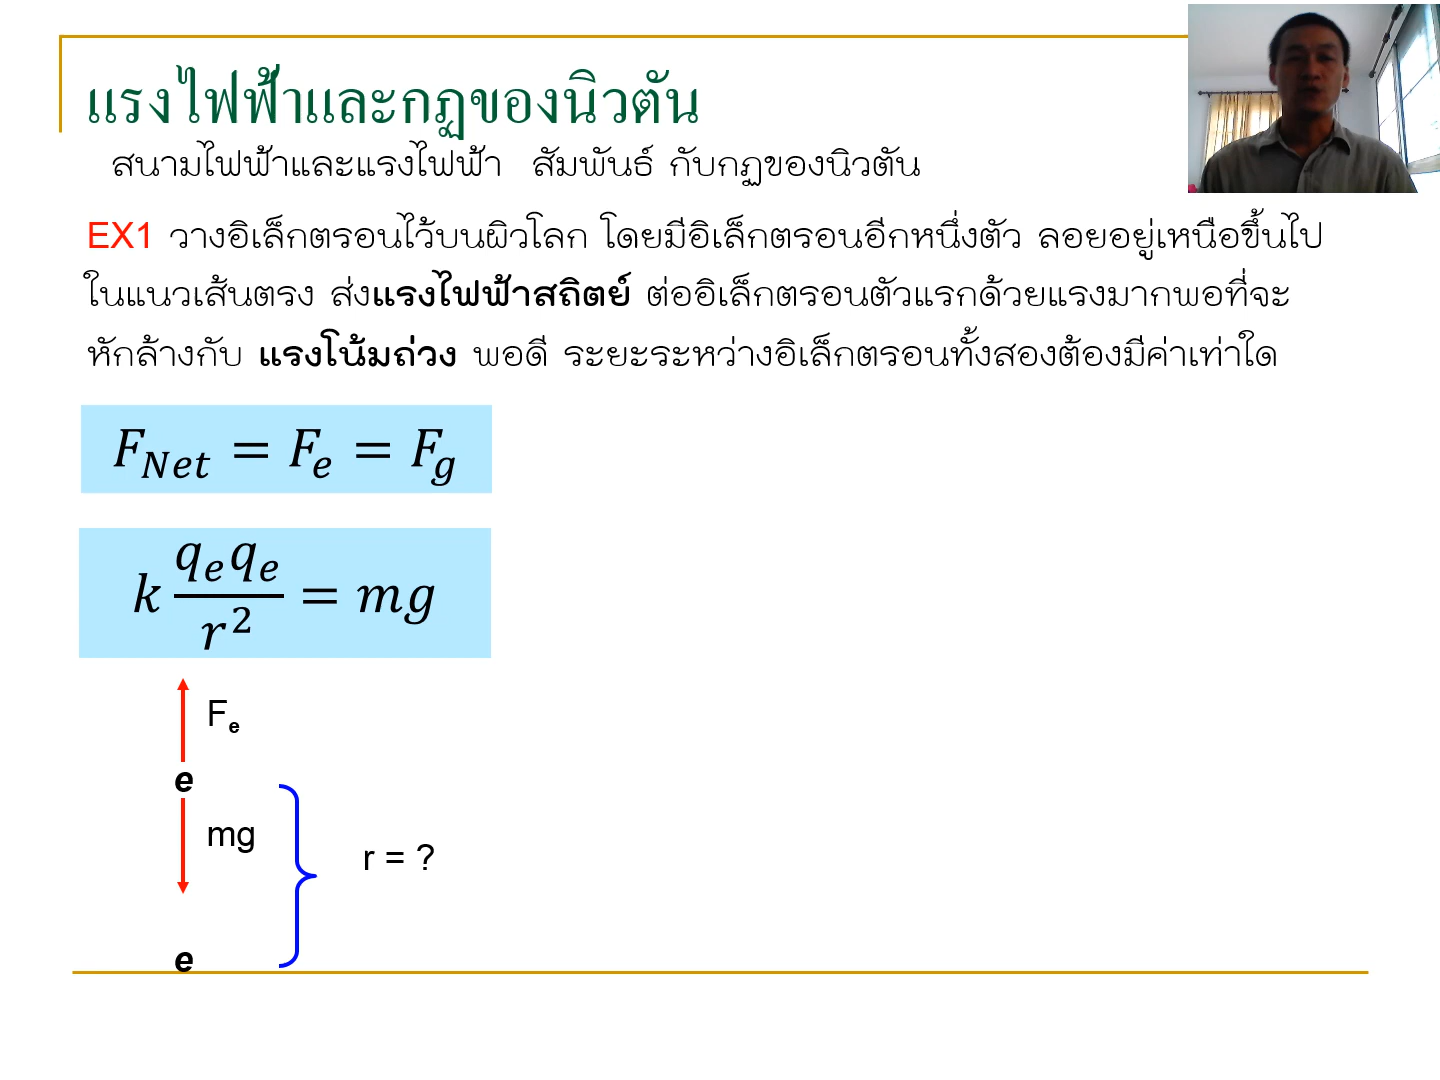 แรงไฟฟ้าและกฏของนิวตัน
สนามไฟฟ้าและแรงไฟฟ้า สัมพันธ์ กับกฏของนิวตัน
EX1 วางอิเล็กตรอนไว้บนผิวโลก โดยมีอิเล็กตรอนอีกหนึ่งตัว ลอยอยู่เหนือขึ้นไป
ในแนวเส้นตรง ส่งแรงไฟฟ้าสถิตย์ ต่ออิเล็กตรอนตัวแรกด้วยแรงมากพอที่จะ
หักล้างกับ แรงโน้มถ่วง พอดี ระยะระหว่างอิเล็กตรอนทั้งสองต้องมีค่าเท่าใด
F_{Net} = F_e = F_g
k \frac{q_e q_e}{r^2} = mg
F_e
e
mg
r = ?
e